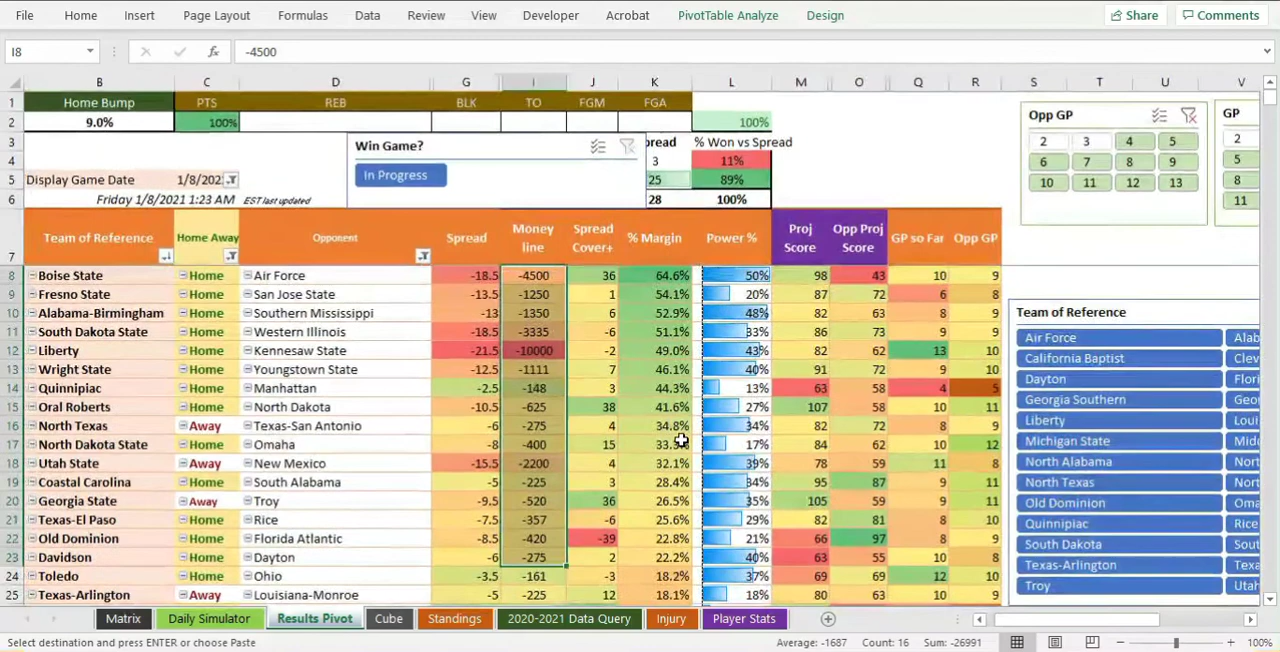 File Home Insert Page Layout Formulas Data Review View Developer Acrobat PivotTable Analyze Design Share Comments
I8 fx -4500
B C D G I J K L M O Q R S T U V
1 Home Bump PTS REB BLK TO FGM FGA
2 9.0% 100% 100%
Opp GP
GP
3 Win Game? pread % Won vs Spread 2 3 4 5 2
4 In Progress 3 11% 6 7 8 9 5
5 Display Game Date 1/8/202 25 89% 10 11 12 13 8
6 Friday 1/8/2021 1:23 AM EST last updated 28 100% 11
7 Team of Reference Home Away Opponent Spread Money line Spread Cover+ % Margin Power % Proj Score Opp Proj Score GP so Far Opp GP
8 Boise State Home Air Force -18.5 -4500 36 64.6% 50% 98 43 10 9
9 Fresno State Home San Jose State -13.5 -1250 1 54.1% 20% 87 72 6 8
10 Alabama-Birmingham Home Southern Mississippi -13 -1350 6 52.9% 48% 82 63 8 9
11 South Dakota State Home Western Illinois -18.5 -3335 -6 51.1% 33% 86 73 9 9
12 Liberty Home Kennesaw State -21.5 -10000 -2 49.0% 43% 82 62 13 10
13 Wright State Home Youngstown State -12.5 -1111 7 46.1% 40% 91 72 9 10
14 Quinnipiac Home Manhattan -2.5 -148 3 44.3% 13% 63 58 4 5
15 Oral Roberts Home North Dakota -10.5 -625 38 41.6% 27% 107 58 10 11
16 North Texas Away Texas-San Antonio -6 -275 4 34.8% 34% 82 72 8 9
17 North Dakota State Home Omaha -8 -400 15 17% 84 62 10 12
18 Utah State Away New Mexico -15.5 -2200 4 32.1% 39% 78 59 11 8
19 Coastal Carolina Home South Alabama -5 -225 3 28.4% 34% 95 87 8 11
20 Georgia State Away Troy -9.5 -520 36 26.5% 35% 105 59 9 11
21 Texas-El Paso Home Rice -7.5 -357 -6 25.6% 29% 82 81 8 10
22 Old Dominion Home Florida Atlantic -8.5 -420 -39 22.8% 21% 66 97 8 9
23 Davidson Home Dayton -6 -275 2 22.2% 40% 63 55 10 8
24 Toledo Home Ohio -3.5 -161 -3 18.2% 37% 69 69 12 10
25 Texas-Arlington Away Louisiana-Monroe -5 -225 12 18.1% 18% 80 63 10 9
Team of Reference
Air Force Alab
California Baptist Clev
Dayton Flori
Georgia Southern Geor
Liberty Loui
Michigan State Mid
North Alabama Nort
North Texas Nort
Old Dominion Oma
Quinnipiac Rice
South Dakota Sout
Texas-Arlington Texa
Troy Utah
Matrix Daily Simulator Results Pivot Cube Standings 2020-2021 Data Query Injury Player Stats
Select destination and press ENTER or choose Paste Average: -1687 Count: 16 Sum: -26991 100%